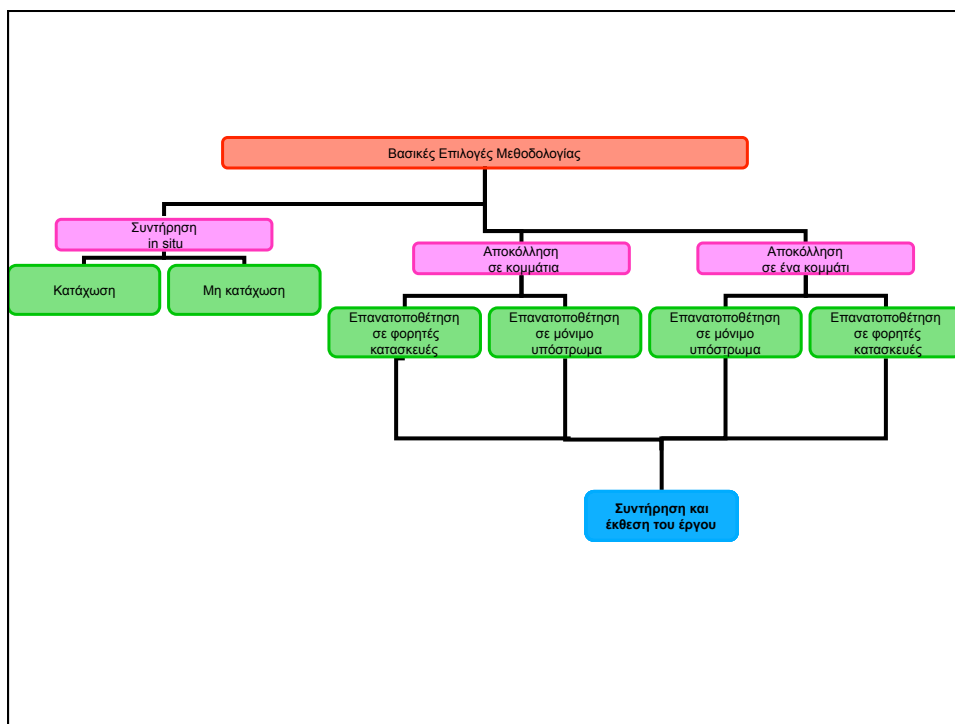 Βασικές Επιλογές Μεθοδολογίας
Συντήρηση
in situ
Κατάχωση
Μη κατάχωση
Αποκόλληση
σε κομμάτια
Αποκόλληση
σε ένα κομμάτι
Επανατοποθέτηση
σε φορητές
κατασκευές
Επανατοποθέτηση
σε μόνιμο
υπόστρωμα
Επανατοποθέτηση
σε μόνιμο
υπόστρωμα
Επανατοποθέτηση
σε φορητές
κατασκευές
Συντήρηση και
έκθεση του έργου